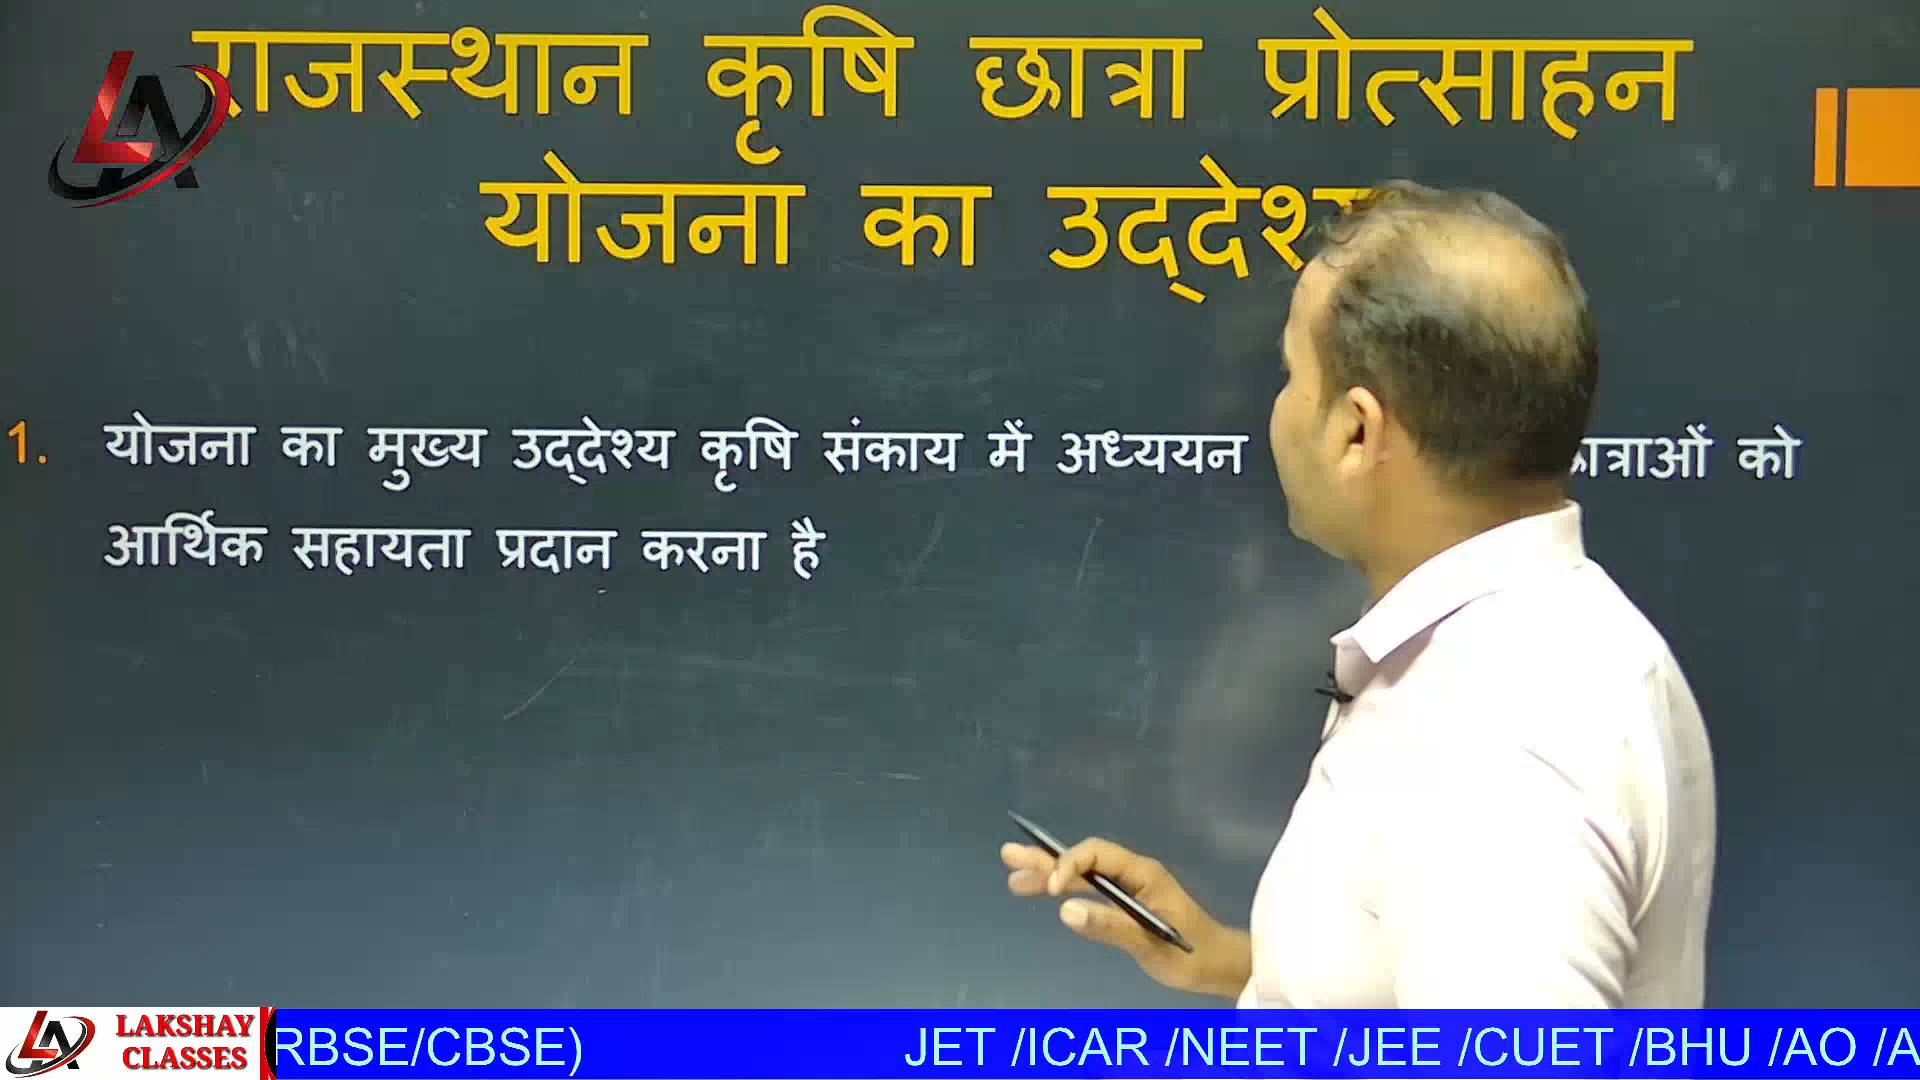 राजस्थान कृषि छात्रा प्रोत्साहन
योजना का
1. योजना का मुख्य उद्देश्य कृषि संकाय में अध्ययन को
आर्थिक सहायता प्रदान करना है
LAKSHAY
CLASSES
RBSE/CBSE) JET /ICAR /NEET /JEE /CUET /BHU /AO /A